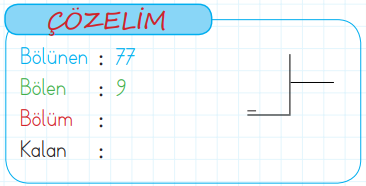 ÇÖZELİM
Bölünen : 77
Bölen : 9
Bölüm :
Kalan :